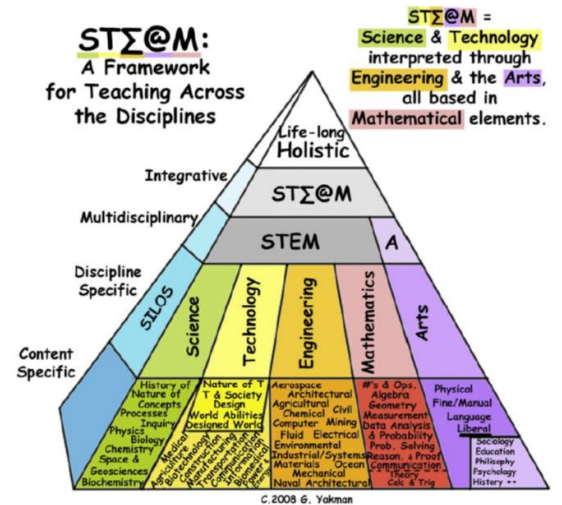 STΣ@M:
A Framework
for Teaching Across
the Disciplines
STΣ@M =
Science & Technology
interpreted through
Engineering & the Arts,
all based in
Mathematical elements.
Life-long
Holistic
Integrative
STΣ@M
Multidisciplinary
STEM
A
Discipline
Specific
SILOS
Science
Technology
Engineering
Mathematics
Arts
Content
Specific
History of
Nature of
Concepts
Processes
Inquiry
Physics
Biology
Chemistry
Space &
Geosciences
Biochemistry
Nature of T
T & Society
Design
World Abilities
Designed World
Medical
Agriculture
Biotechnology
Construction
Manufacturing
Transportation
Communication
Information
Aerospace
Architectural
Agricultural
Chemical Civil
Computer Mining
Fluid Electrical
Environmental
Industrial/Systems
Materials Ocean
Mechanical
Naval Architectural
#'s & Ops.
Algebra
Geometry
Measurement
Data Analysis
& Probability
Prob. Solving
Reason. & Proof
Communication
Theory
Calc & Trig
Physical
Fine/Manual
Language
Liberal
Sociology
Education
Philisophy
Psychology
History
C.2008 G. Yakman